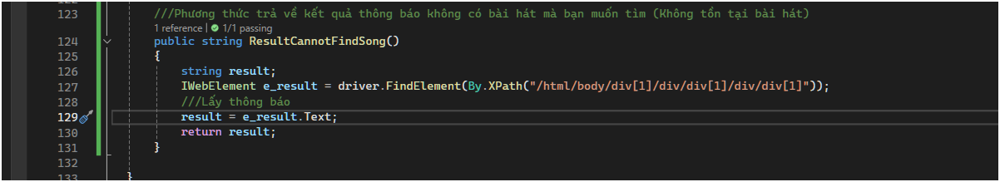 123 ///Phương thức trả về kết quả thông báo không có bài hát mà bạn muốn tìm (Không tồn tại bài hát)
1 reference | 1/1 passing
124 public string ResultCannotFindSong()
125 {
126 string result;
127 IWebElement e_result = driver.FindElement(By.XPath("/html/body/div[1]/div/div[1]/div/div[1]"));
128 ///Lấy thông báo
129 result = e_result.Text;
130 return result;
131 }
132
133 }